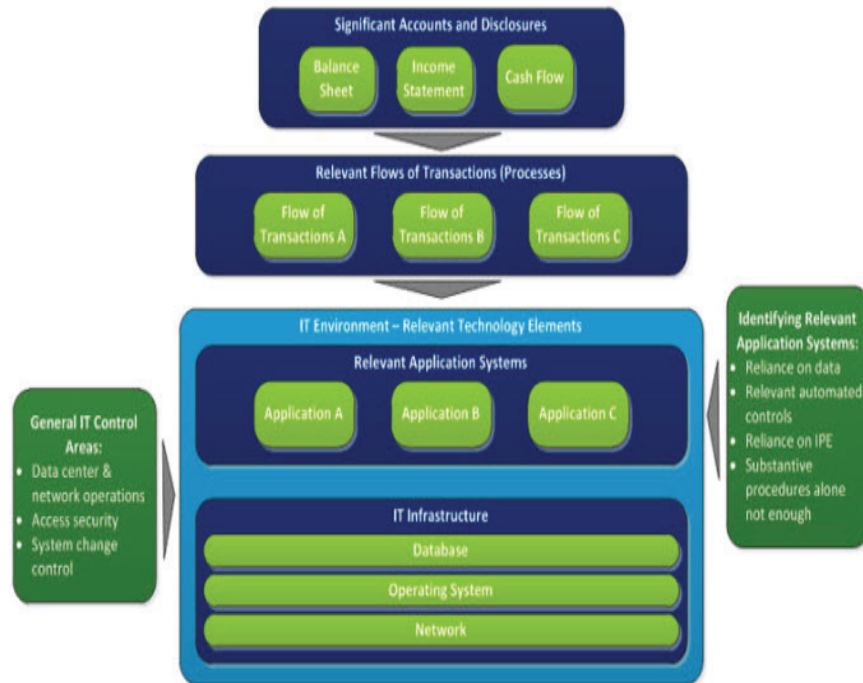 Significant Accounts and Disclosures
Balance
Sheet
Income
Statement
Cash Flow
Relevant Flows of Transactions (Processes)
Flow of
Transactions A
Flow of
Transactions B
Flow of
Transactions C
IT Environment – Relevant Technology Elements
Relevant Application Systems
Application A
Application B
Application C
IT Infrastructure
Database
Operating System
Network
General IT Control
Areas:
• Data center &
network operations
• Access security
• System change
control
Identifying Relevant
Application Systems:
• Reliance on data
• Relevant automated
controls
• Reliance on IPE
• Substantive
procedures alone
not enough